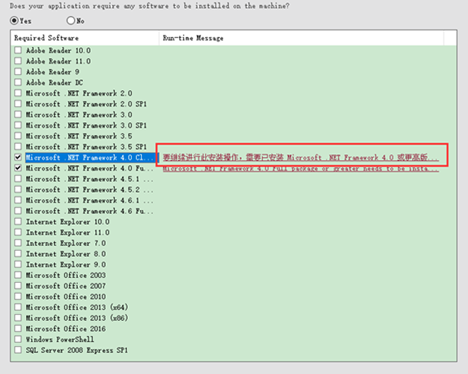 Does your application require any software to be installed on the machine?
Yes No
Required Software Run-time Message
Adobe Reader 10.0
Adobe Reader 11.0
Adobe Reader 9
Adobe Reader DC
Microsoft .NET Framework 2.0
Microsoft .NET Framework 2.0 SP1
Microsoft .NET Framework 3.0
Microsoft .NET Framework 3.5
Microsoft .NET Framework 3.5 SP1
Microsoft .NET Framework 4.0 Cl... 要继续进行此安装操作,需要已安装 Microsoft .NET Framework 4.0 或更高版...
Microsoft .NET Framework 4.0 Fu... Microsoft .NET Framework 4.0 Full package or greater needs to be insta...
Microsoft .NET Framework 4.5.1 ...
Microsoft .NET Framework 4.5.2 ...
Microsoft .NET Framework 4.6.1 ...
Microsoft .NET Framework 4.6 Fu...
Internet Explorer 10.0
Internet Explorer 11.0
Internet Explorer 7.0
Internet Explorer 8.0
Internet Explorer 9.0
Microsoft Office 2003
Microsoft Office 2007
Microsoft Office 2010
Microsoft Office 2013 (x64)
Microsoft Office 2013 (x86)
Microsoft Office 2016
Windows PowerShell
SQL Server 2008 Express SP1